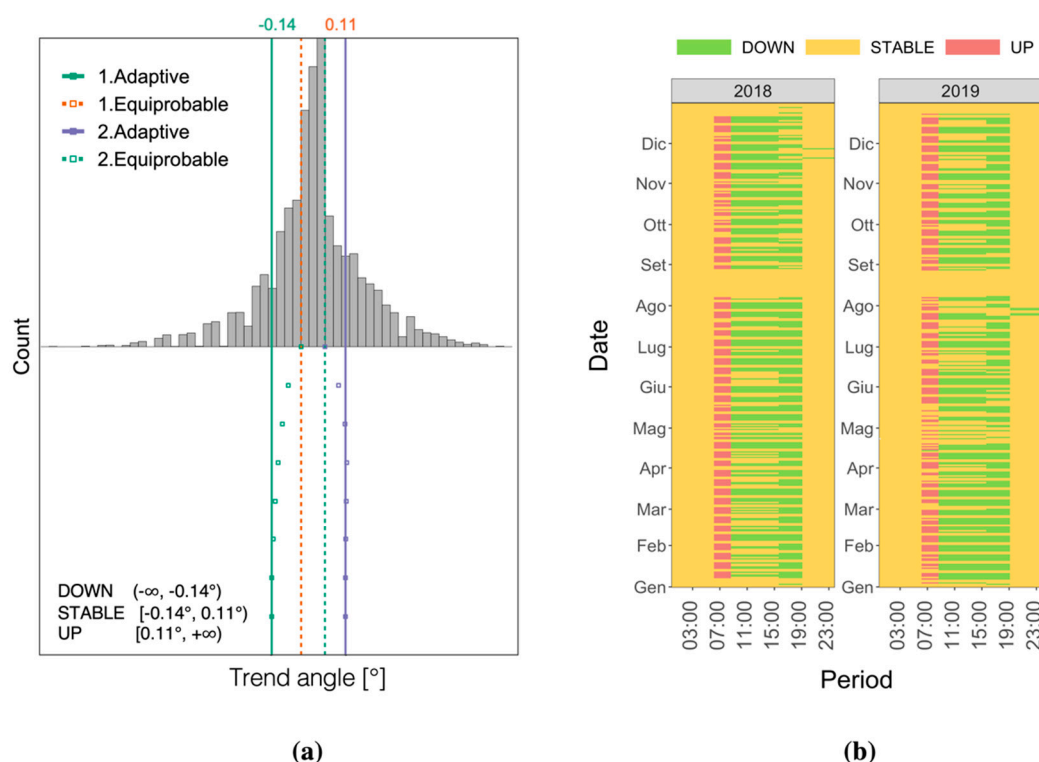 -0.14 0.11
1.Adaptive
1.Equiprobable
2.Adaptive
2.Equiprobable
Count
DOWN (-∞, -0.14°)
STABLE [-0.14°, 0.11°)
UP [0.11°, +∞)
Trend angle [°]
(a)
DOWN STABLE UP
2018 2019
Date
Dic Dic
Nov Nov
Ott Ott
Set Set
Ago Ago
Lug Lug
Giu Giu
Mag Mag
Apr Apr
Mar Mar
Feb Feb
Gen Gen
03:00 07:00 11:00 15:00 19:00 23:00 03:00 07:00 11:00 15:00 19:00 23:00
Period
(b)